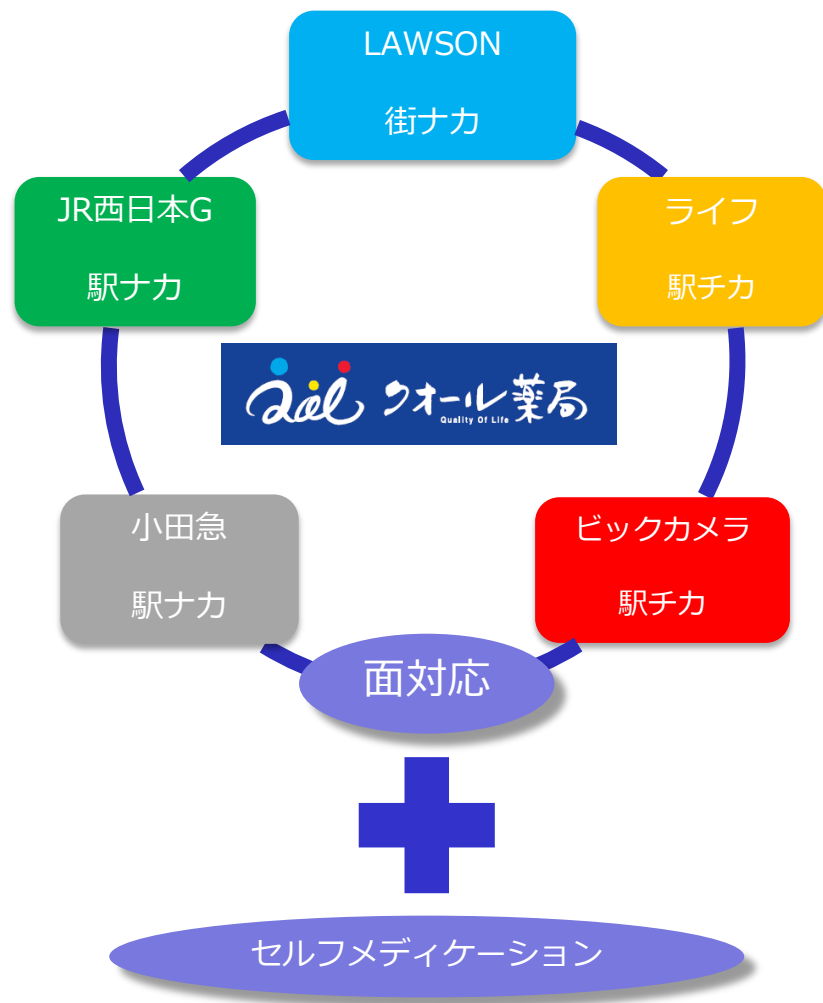 LAWSON
街ナカ
JR西日本G
駅ナカ
ライフ
駅チカ
Qol クオール薬局
Quality Of Life
小田急
駅ナカ
ビックカメラ
駅チカ
面対応
セルフメディケーション